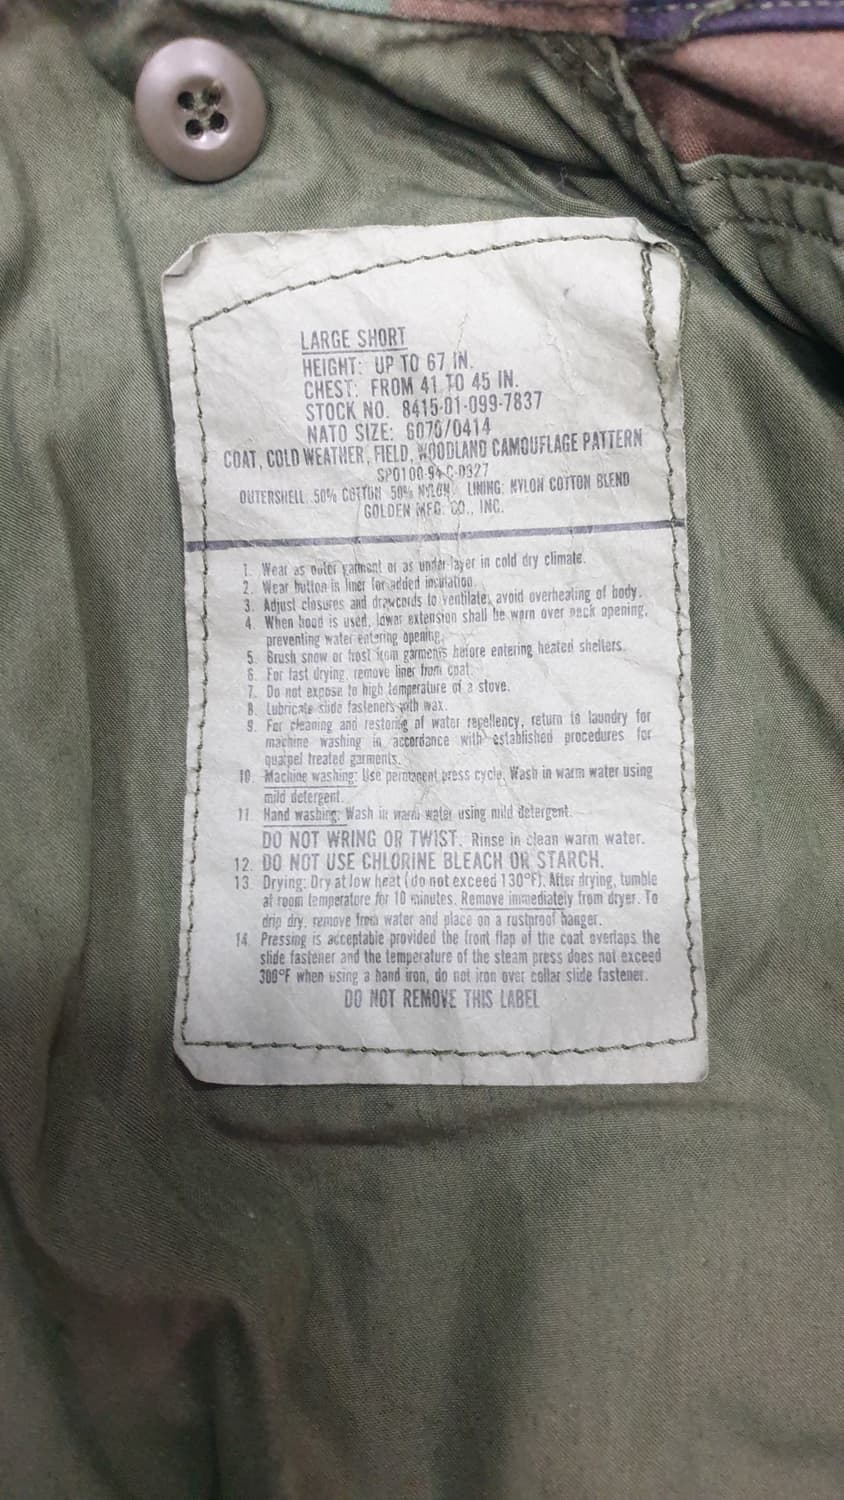 LARGE SHORT
HEIGHT: UP TO 67 IN.
CHEST: FROM 41 TO 45 IN.
STOCK NO. 8415-01-099-7837
NATO SIZE: 6070/0414
COAT, COLD WEATHER, FIELD, WOODLAND CAMOUFLAGE PATTERN
SPO100-94-C-0327
OUTERSHELL 50% COTTON 50% NYLON LINING: NYLON COTTON BLEND
GOLDEN MFG. CO., INC.
1. Wear as outer garment or as under-layer in cold dry climate.
2. Wear button in liner for added insulation.
3. Adjust closures and drawcords to ventilate; avoid overheating of body.
4. When hood is used, lower extension shall be worn over neck opening,
preventing water entering opening.
5. Brush snow or frost from garments before entering heated shelters.
6. For fast drying, remove liner from coat.
7. Do not expose to high temperature of a stove.
8. Lubricate slide fasteners with wax.
9. For cleaning and restoring of water repellency, return to laundry for
machine washing in accordance with established procedures for
quarpel treated garments.
10. Machine washing: Use permanent press cycle. Wash in warm water using
mild detergent.
11. Hand washing: Wash in warm water using mild detergent.
DO NOT WRING OR TWIST. Rinse in clean warm water.
12. DO NOT USE CHLORINE BLEACH OR STARCH.
13. Drying: Dry at low heat (do not exceed 130°F). After drying, tumble
at room temperature for 10 minutes. Remove immediately from dryer. To
drip dry, remove from water and place on a rustproof hanger.
14. Pressing is acceptable provided the front flap of the coat overlaps the
slide fastener and the temperature of the steam press does not exceed
300°F when using a hand iron, do not iron over collar slide fastener.
DO NOT REMOVE THIS LABEL